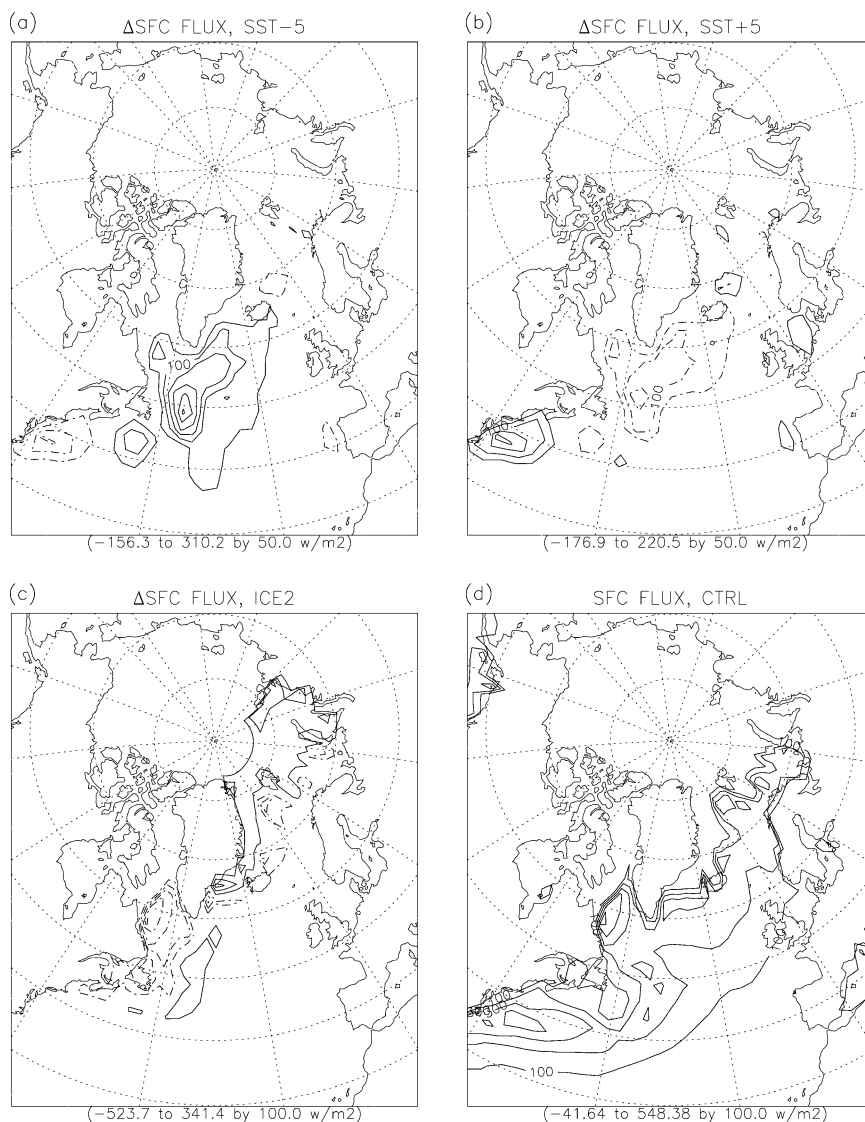 (a)
ΔSFC FLUX, SST−5
100
(−156.3 to 310.2 by 50.0 w/m2)
(b)
ΔSFC FLUX, SST+5
100
(−176.9 to 220.5 by 50.0 w/m2)
(c)
ΔSFC FLUX, ICE2
(−523.7 to 341.4 by 100.0 w/m2)
(d)
SFC FLUX, CTRL
100
(−41.64 to 548.38 by 100.0 w/m2)